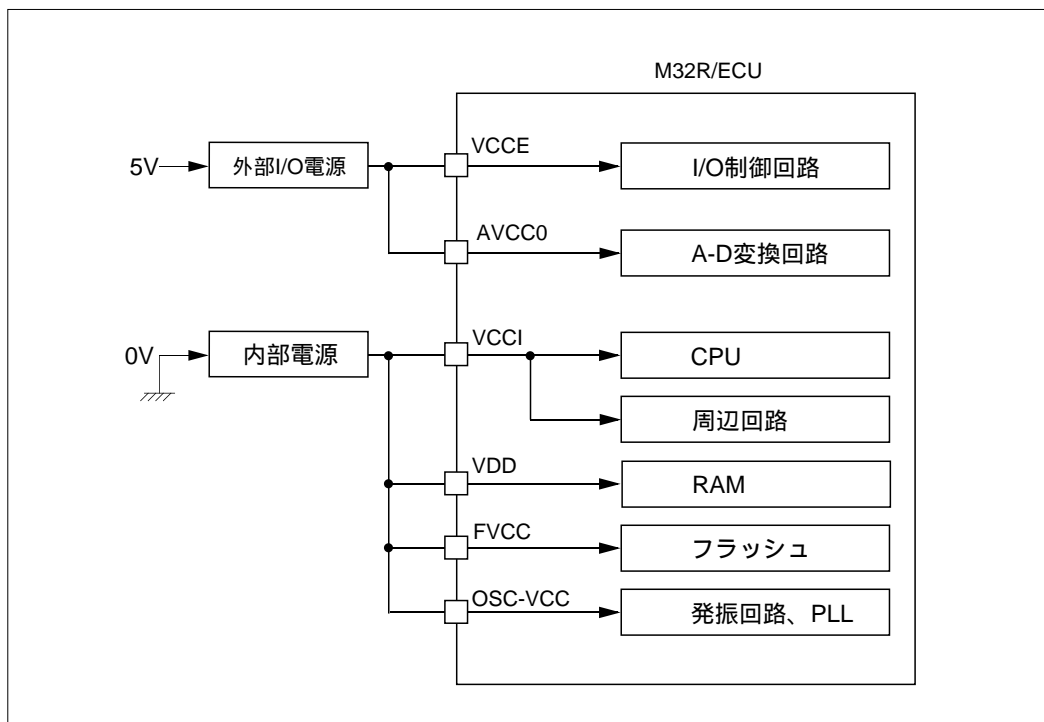 M32R/ECU
5V
外部I/O電源
VCCE
I/O制御回路
AVCC0
A-D変換回路
0V
内部電源
VCCI
CPU
周辺回路
VDD
RAM
FVCC
フラッシュ
OSC-VCC
発振回路、PLL